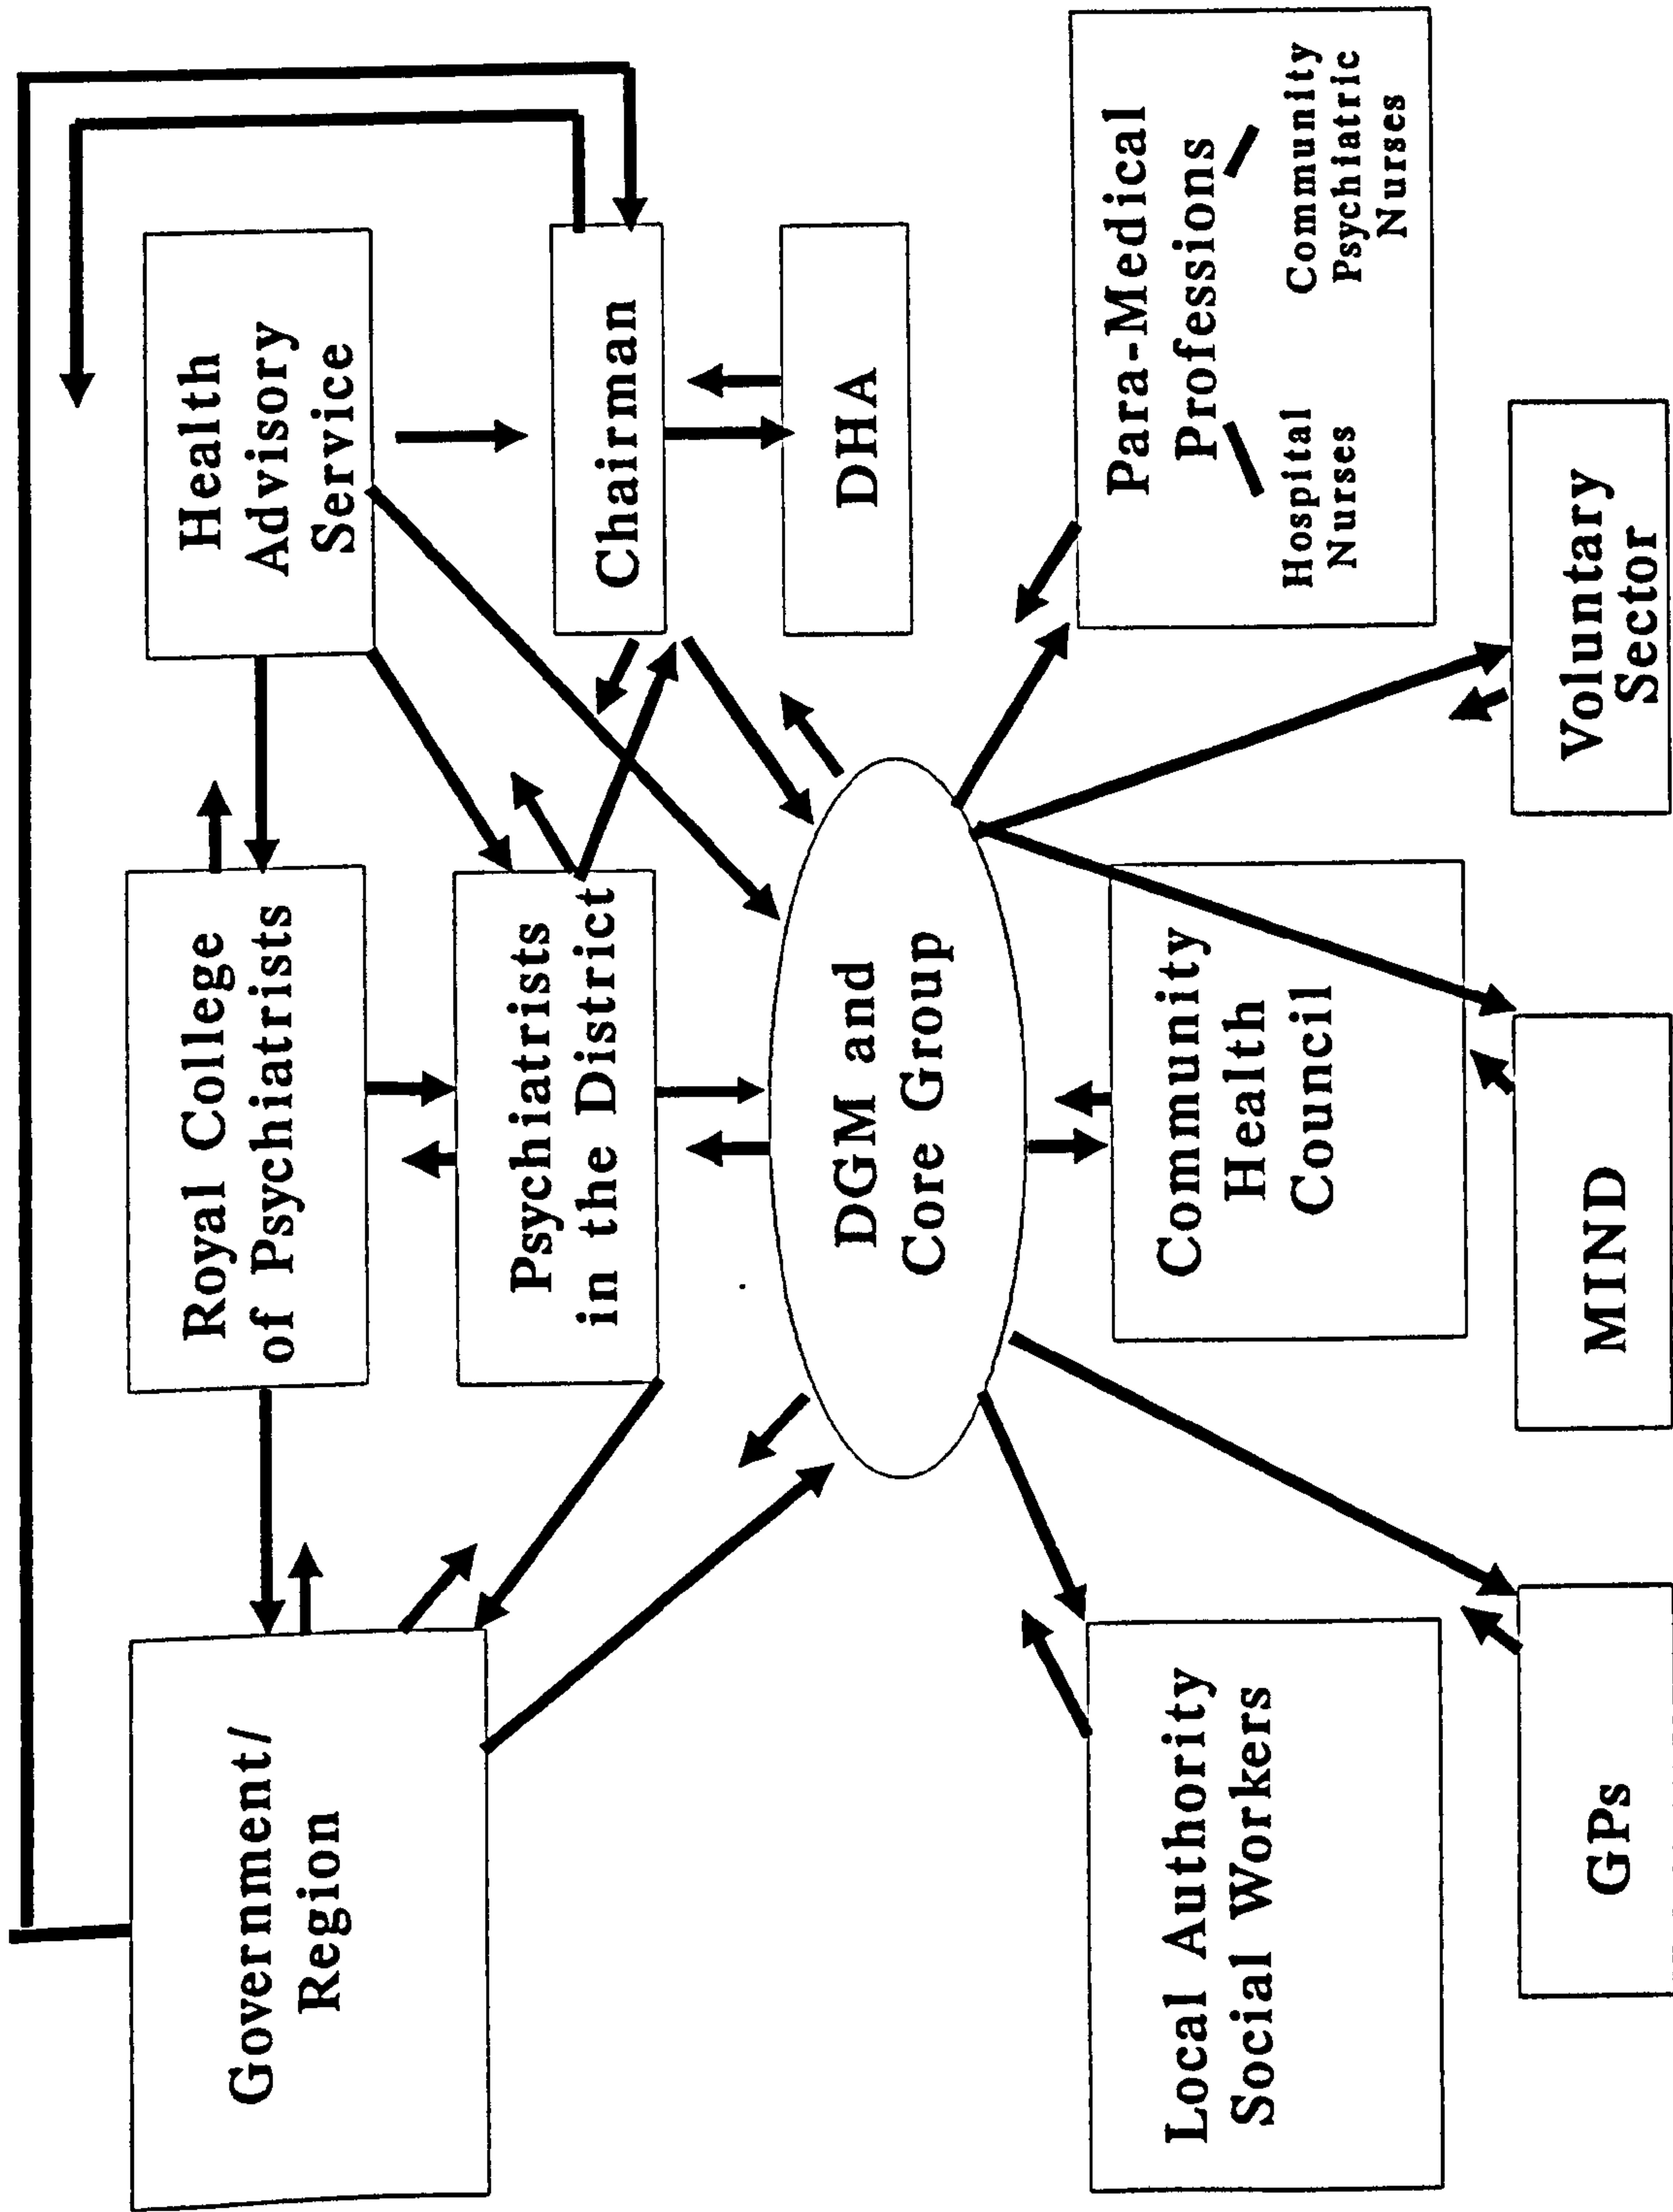 Government/
Region
Royal College
of Psychiatrists
Health
Advisory
Service
Psychiatrists
in the District
Chairman
DHA
DGM and
Core Group
Local Authority
Social Workers
Community
Health
Council
Para-Medical
Professions
Hospital
Nurses
Community
Psychiatric
Nurses
GPs
MIND
Voluntary
Sector